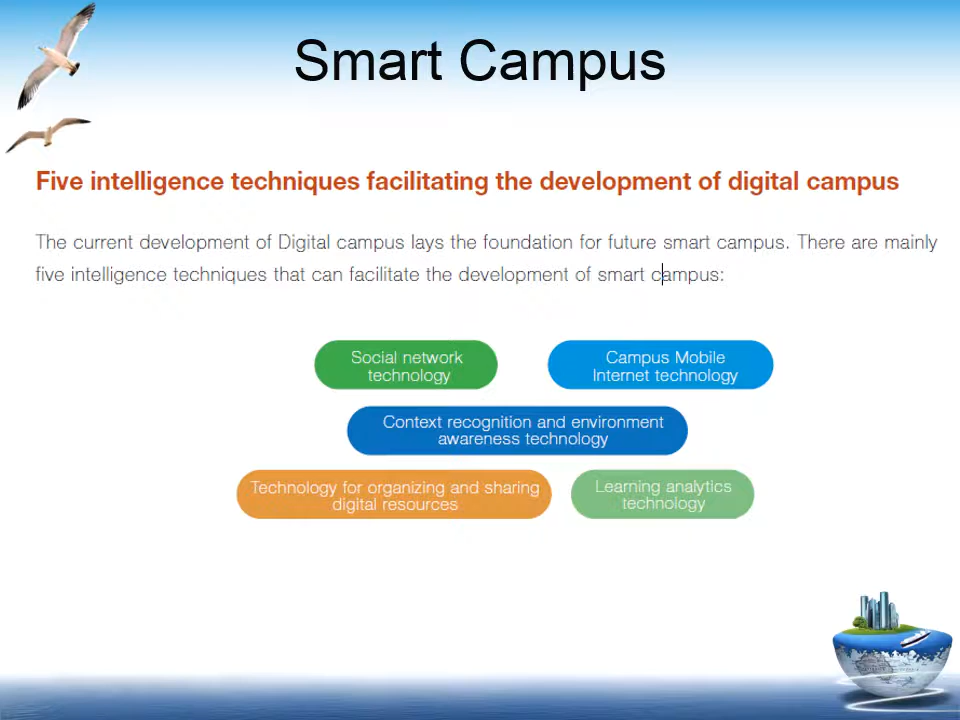 Smart Campus
Five intelligence techniques facilitating the development of digital campus
The current development of Digital campus lays the foundation for future smart campus. There are mainly
five intelligence techniques that can facilitate the development of smart campus:
Social network
technology
Campus Mobile
Internet technology
Context recognition and environment
awareness technology
Technology for organizing and sharing
digital resources
Learning analytics
technology